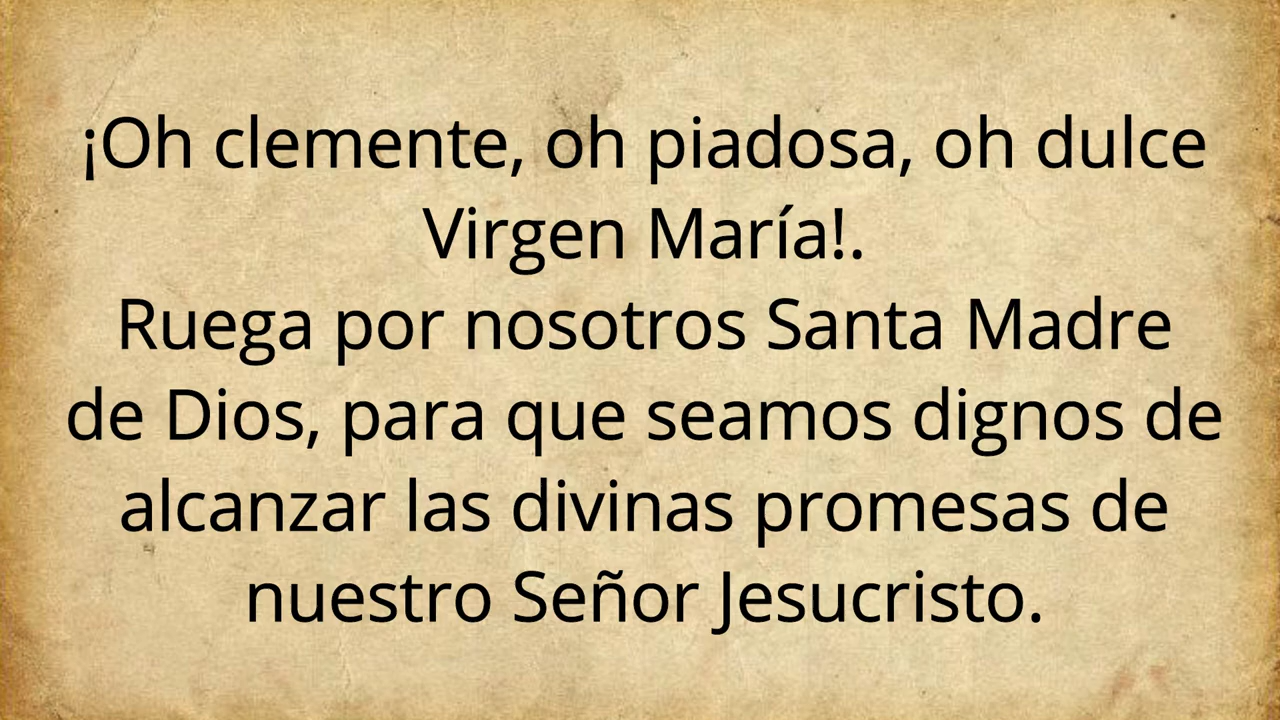 ¡Oh clemente, oh piadosa, oh dulce
Virgen María!.
Ruega por nosotros Santa Madre
de Dios, para que seamos dignos de
alcanzar las divinas promesas de
nuestro Señor Jesucristo.